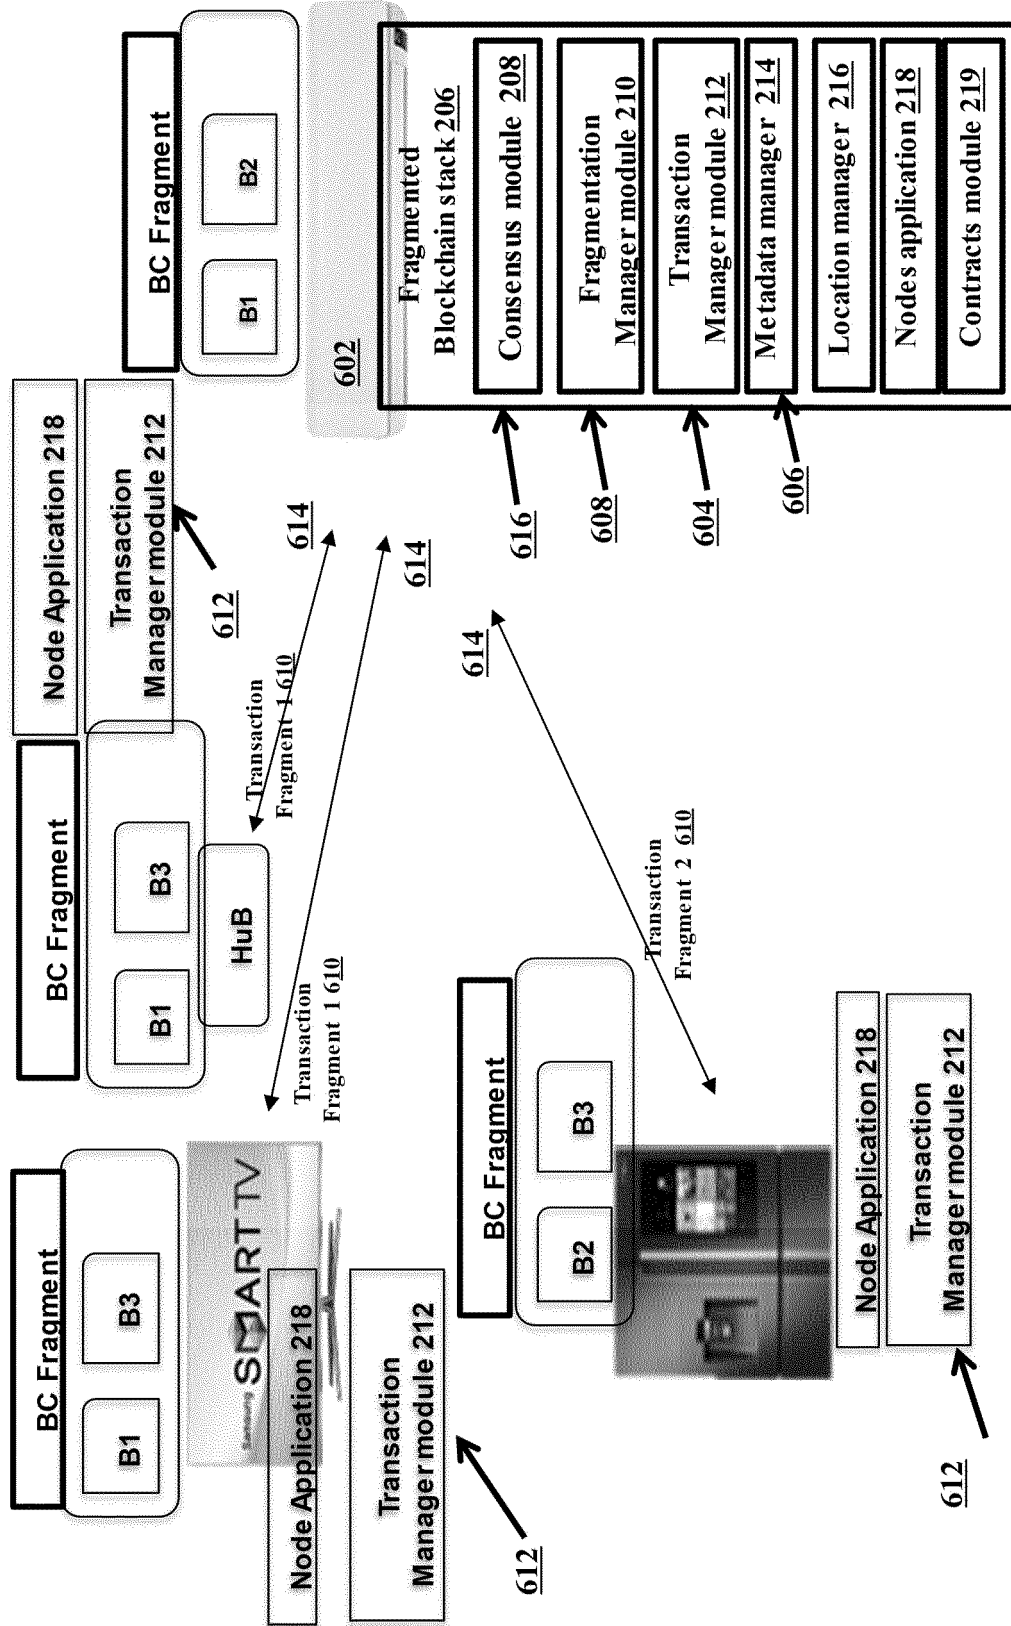 BC Fragment
B1
B3
Samsung
SMART TV
Node Application 218
Transaction
Manager module 212
612
BC Fragment
B1
B3
HuB
Node Application 218
Transaction
Manager module 212
612
Transaction
Fragment 1 610
614
Transaction
Fragment 1 610
614
BC Fragment
B2
B3
Node Application 218
Transaction
Manager module 212
612
Transaction
Fragment 2 610
614
BC Fragment
B1
B2
602
Fragmented
Blockchain stack 206
Consensus module 208
616
Fragmentation
Manager module 210
608
Transaction
Manager module 212
604
Metadata manager 214
606
Location manager 216
Nodes application 218
Contracts module 219